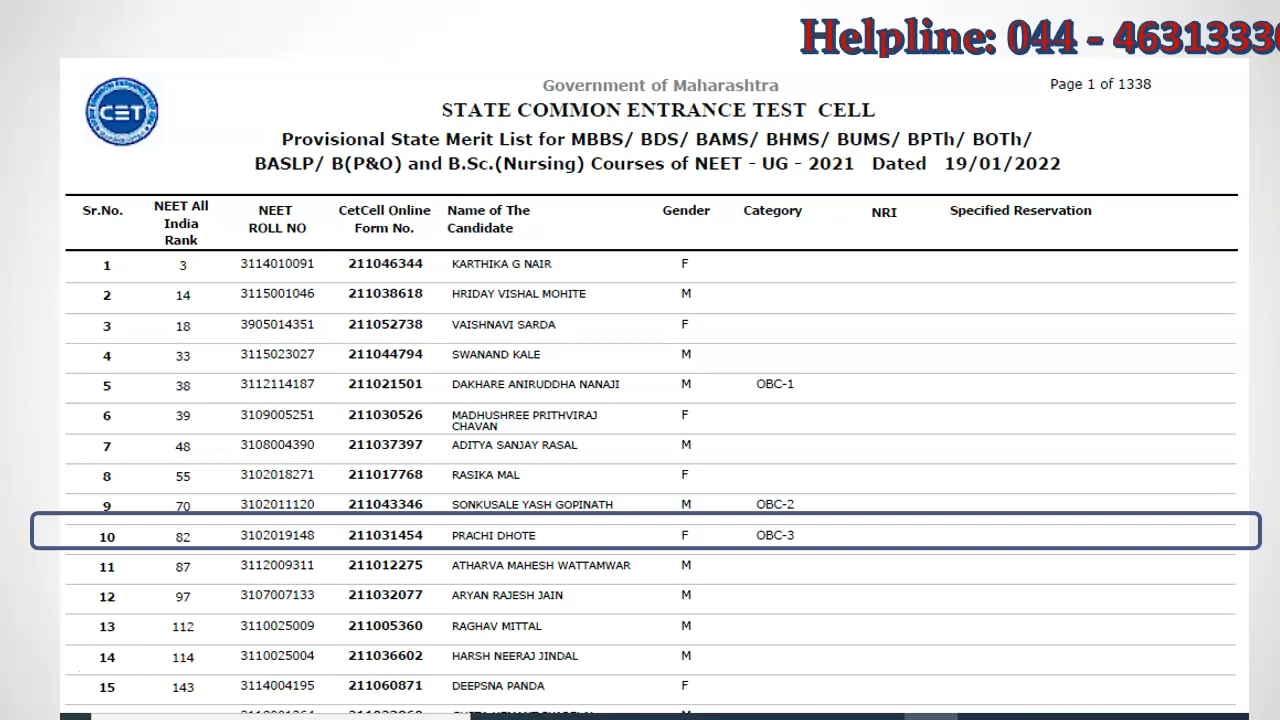 Helpline: 044 - 46313330
CET
Government of Maharashtra
Page 1 of 1338
STATE COMMON ENTRANCE TEST CELL
Provisional State Merit List for MBBS/ BDS/ BAMS/ BHMS/ BUMS/ BPTh/ BOTh/
BASLP/ B(P&O) and B.Sc.(Nursing) Courses of NEET - UG - 2021 Dated 19/01/2022
Sr.No. NEET All India Rank NEET ROLL NO CetCell Online Form No. Name of The Candidate Gender Category NRI Specified Reservation
1 3 3114010091 211046344 KARTHIKA G NAIR F
2 14 3115001046 211038618 HRIDAY VISHAL MOHITE M
3 18 3905014351 211052738 VAISHNAVI SARDA F
4 33 3115023027 211044794 SWANAND KALE M
5 38 3112114187 211021501 DAKHARE ANIRUDDHA NANAJI M OBC-1
6 39 3109005251 211030526 MADHUSHREE PRITHVIRAJ CHAVAN F
7 48 3108004390 211037397 ADITYA SANJAY RASAL M
8 55 3102018271 211017768 RASIKA MAL F
9 70 3102011120 211043346 SONKUSALE YASH GOPINATH M OBC-2
10 82 3102019148 211031454 PRACHI DHOTE F OBC-3
11 87 3112009311 211012275 ATHARVA MAHESH WATTAMWAR M
12 97 3107007133 211032077 ARYAN RAJESH JAIN M
13 112 3110025009 211005360 RAGHAV MITTAL M
14 114 3110025004 211036602 HARSH NEERAJ JINDAL M
15 143 3114004195 211060871 DEEPSNA PANDA F